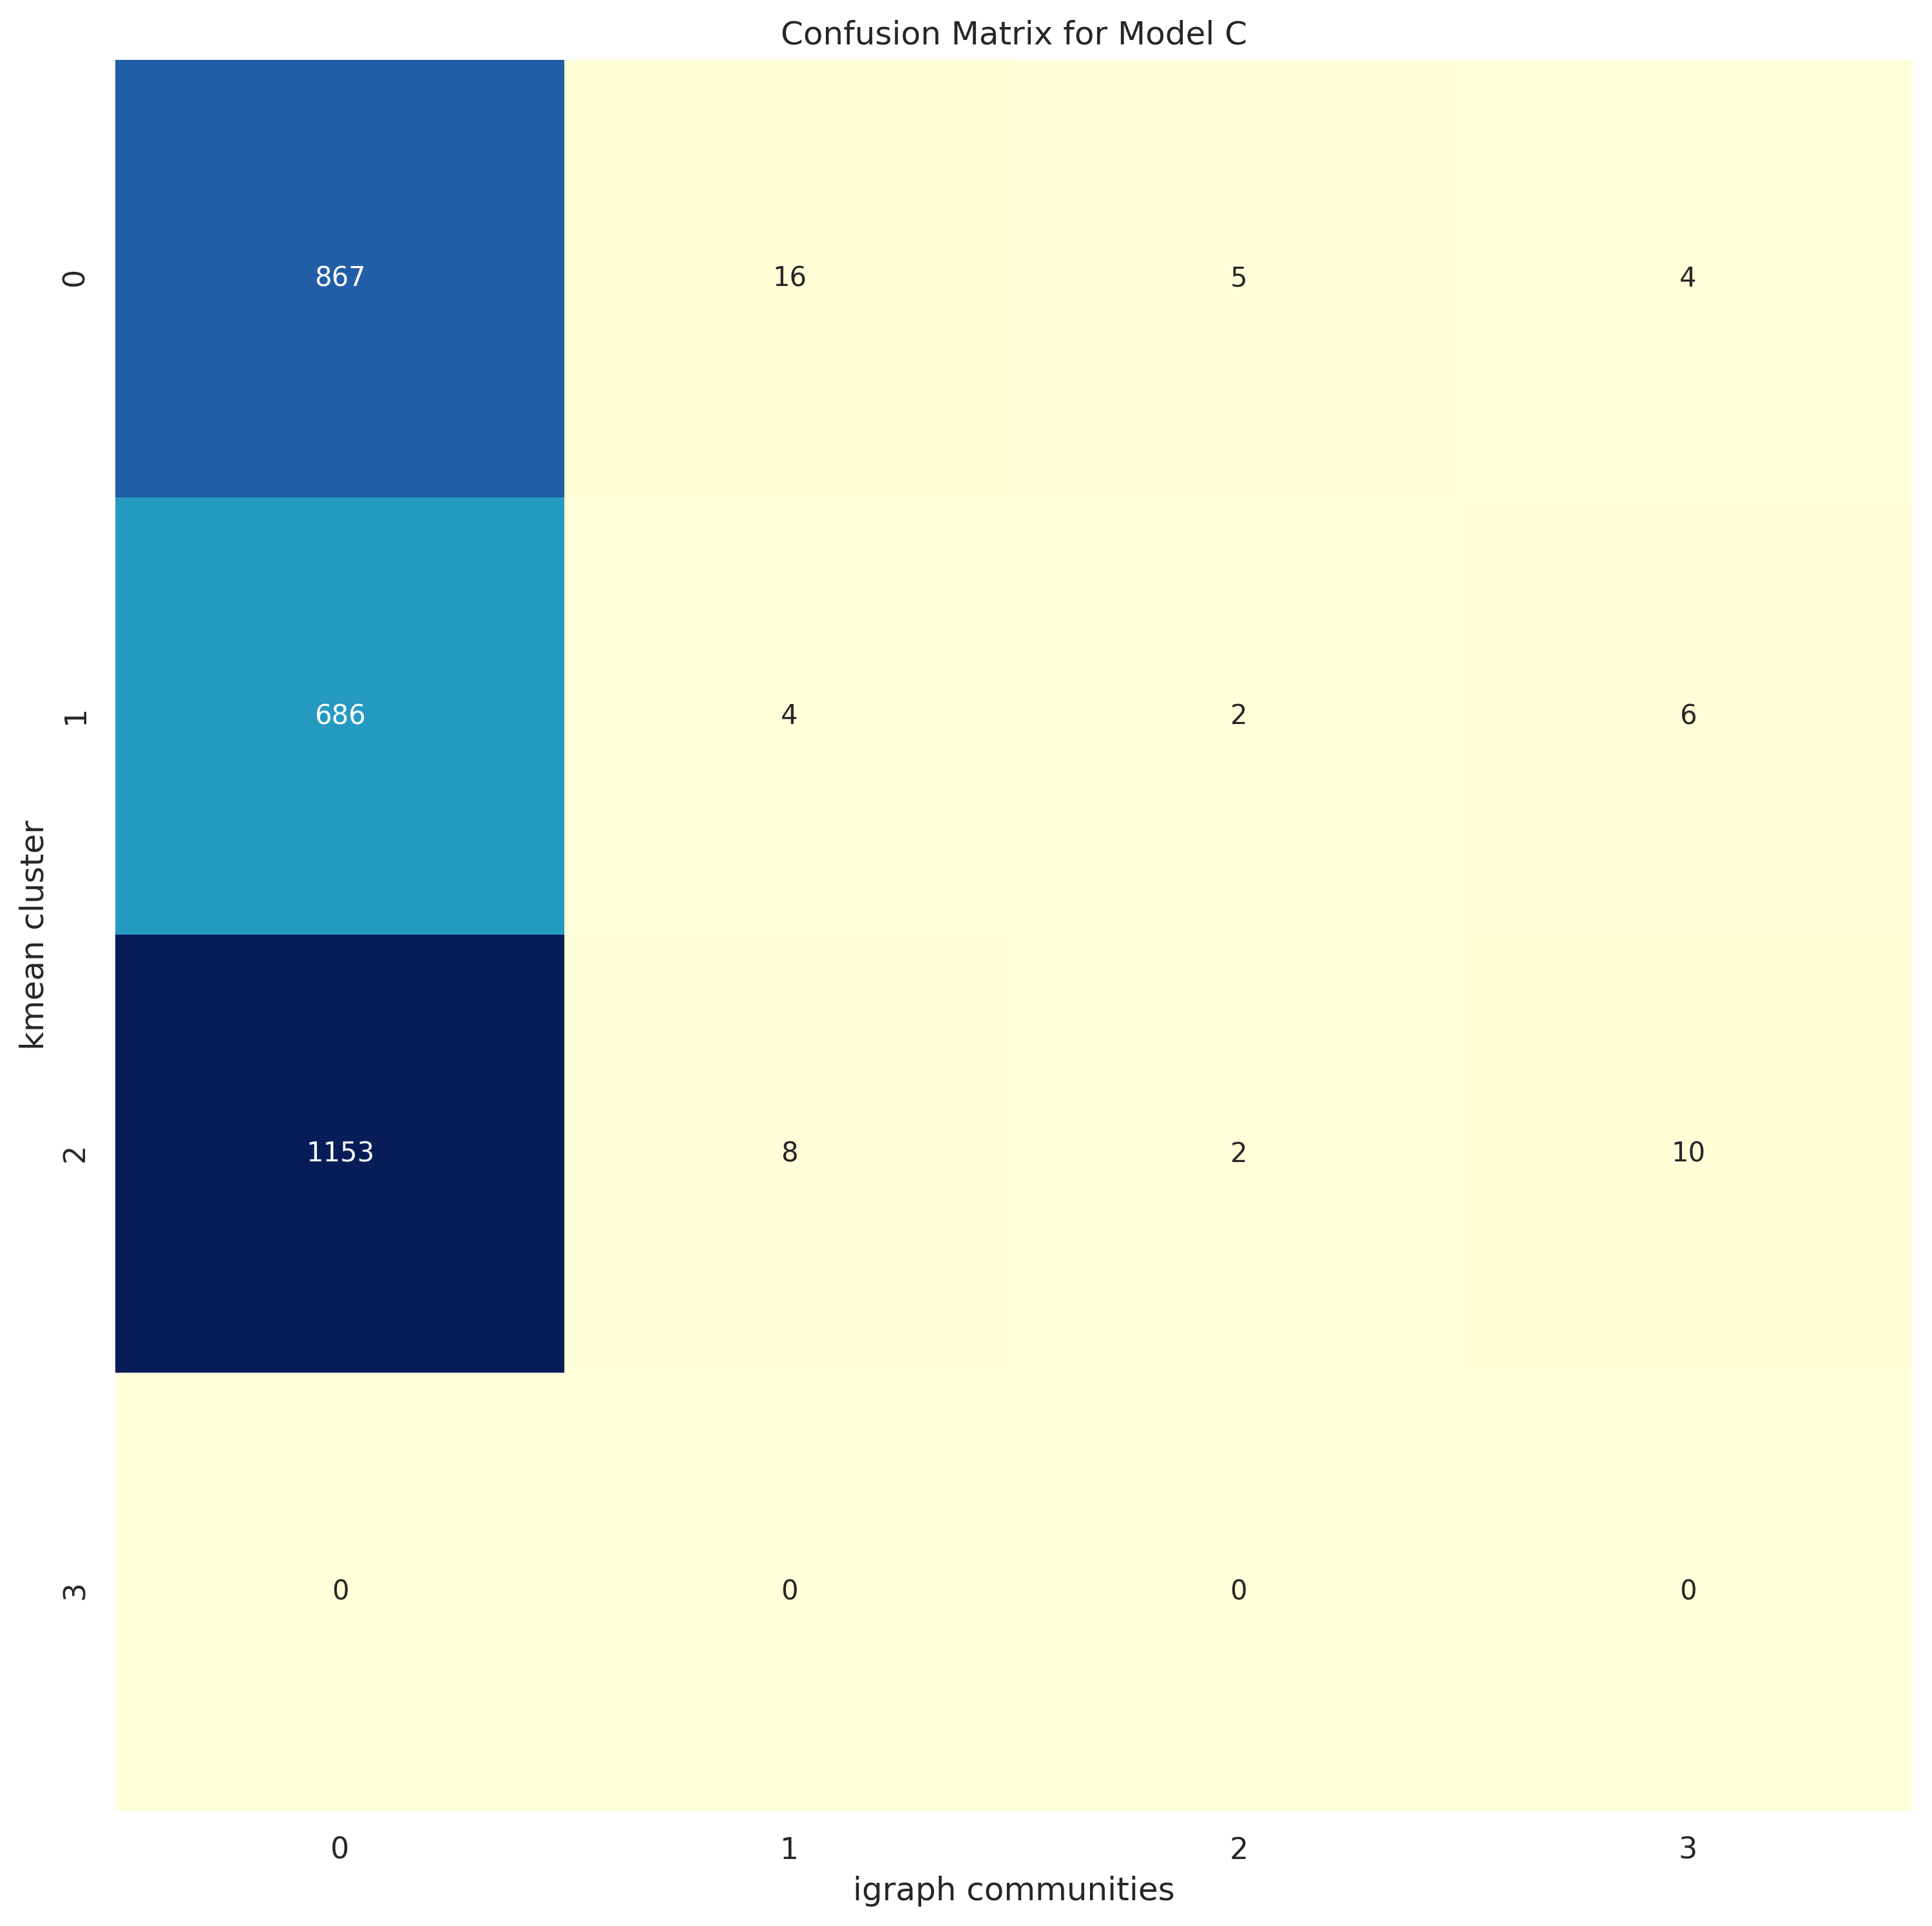 Confusion Matrix for Model C
0 867 16 5 4
1 686 4 2 6
2 1153 8 2 10
3 0 0 0 0
kmean cluster
0 1 2 3
igraph communities